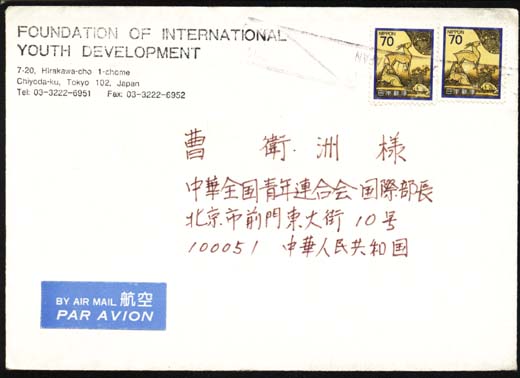 FOUNDATION OF INTERNATIONAL
YOUTH DEVELOPMENT
7-20, Hirakawa-cho 1-chome
Chiyoda-ku, Tokyo 102, Japan
Tel: 03-3222-6951 Fax: 03-3222-6952
NIPPON
70
日本郵便
NIPPON
70
日本郵便
曹 衛 洲 様
中華全国青年連合会国際部長
北京市前門東大街10号
100051 中華人民共和国
BY AIR MAIL 航空
PAR AVION